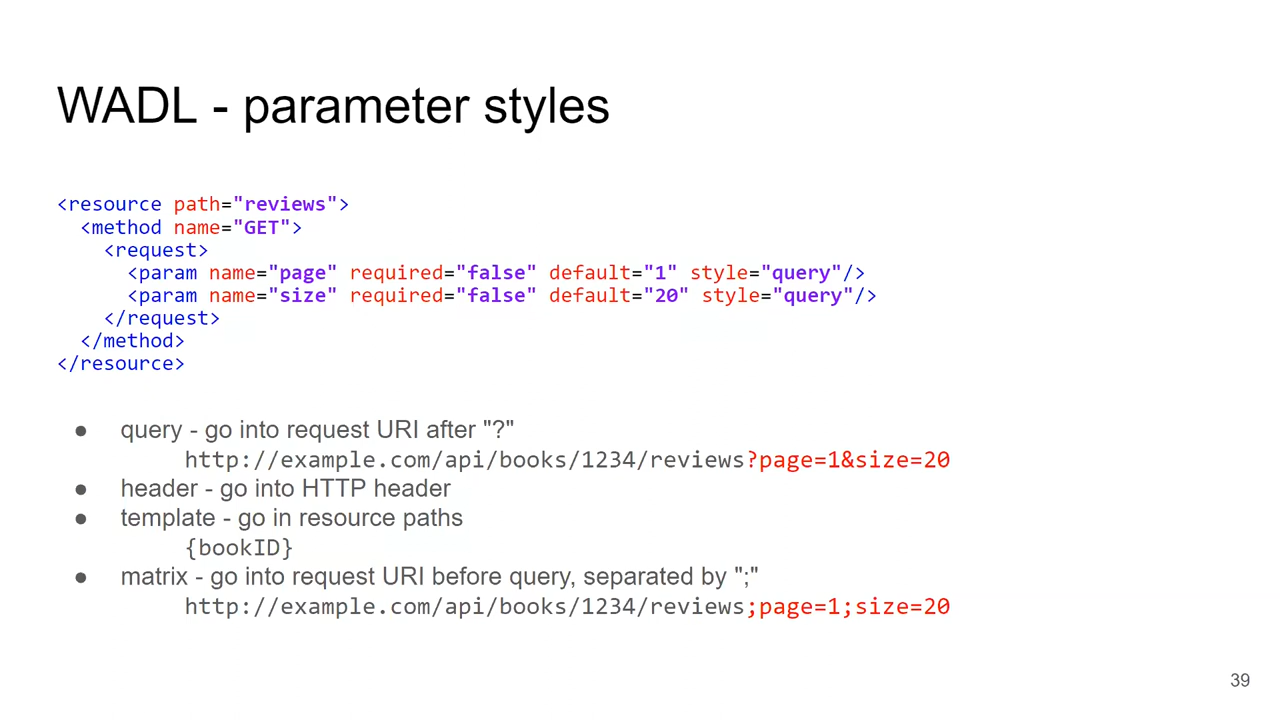 WADL - parameter styles
<resource path="reviews">
<method name="GET">
<request>
<param name="page" required="false" default="1" style="query"/>
<param name="size" required="false" default="20" style="query"/>
</request>
</method>
</resource>
● query - go into request URI after "?"
http://example.com/api/books/1234/reviews?page=1&size=20
● header - go into HTTP header
● template - go in resource paths
{bookID}
● matrix - go into request URI before query, separated by ";"
http://example.com/api/books/1234/reviews;page=1;size=20
39